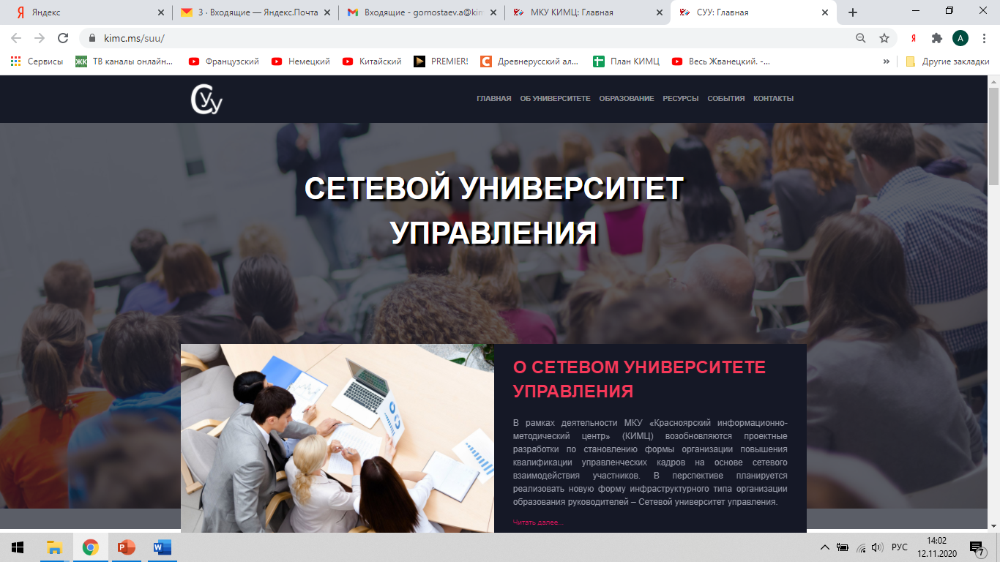 Яндекс
3 · Входящие — Яндекс.Почта
Входящие - gornostaev.a@kim
МКУ КИМЦ: Главная
СУУ: Главная
kimc.ms/suu/
Я
A
Сервисы
ЖК ТВ каналы онлайн...
Французский
Немецкий
Китайский
PREMIER!
Древнерусский ал...
План КИМЦ
Весь Жванецкий. -...
»
Другие закладки
Суу
ГЛАВНАЯ ОБ УНИВЕРСИТЕТЕ ОБРАЗОВАНИЕ РЕСУРСЫ СОБЫТИЯ КОНТАКТЫ
СЕТЕВОЙ УНИВЕРСИТЕТ
УПРАВЛЕНИЯ
О СЕТЕВОМ УНИВЕРСИТЕТЕ
УПРАВЛЕНИЯ
В рамках деятельности МКУ «Красноярский информационно-
методический центр» (КИМЦ) возобновляются проектные
разработки по становлению формы организации повышения
квалификации управленческих кадров на основе сетевого
взаимодействия участников. В перспективе планируется
реализовать новую форму инфраструктурного типа организации
образования руководителей – Сетевой университет управления.
Читать далее...
РУС
14:02
12.11.2020
7